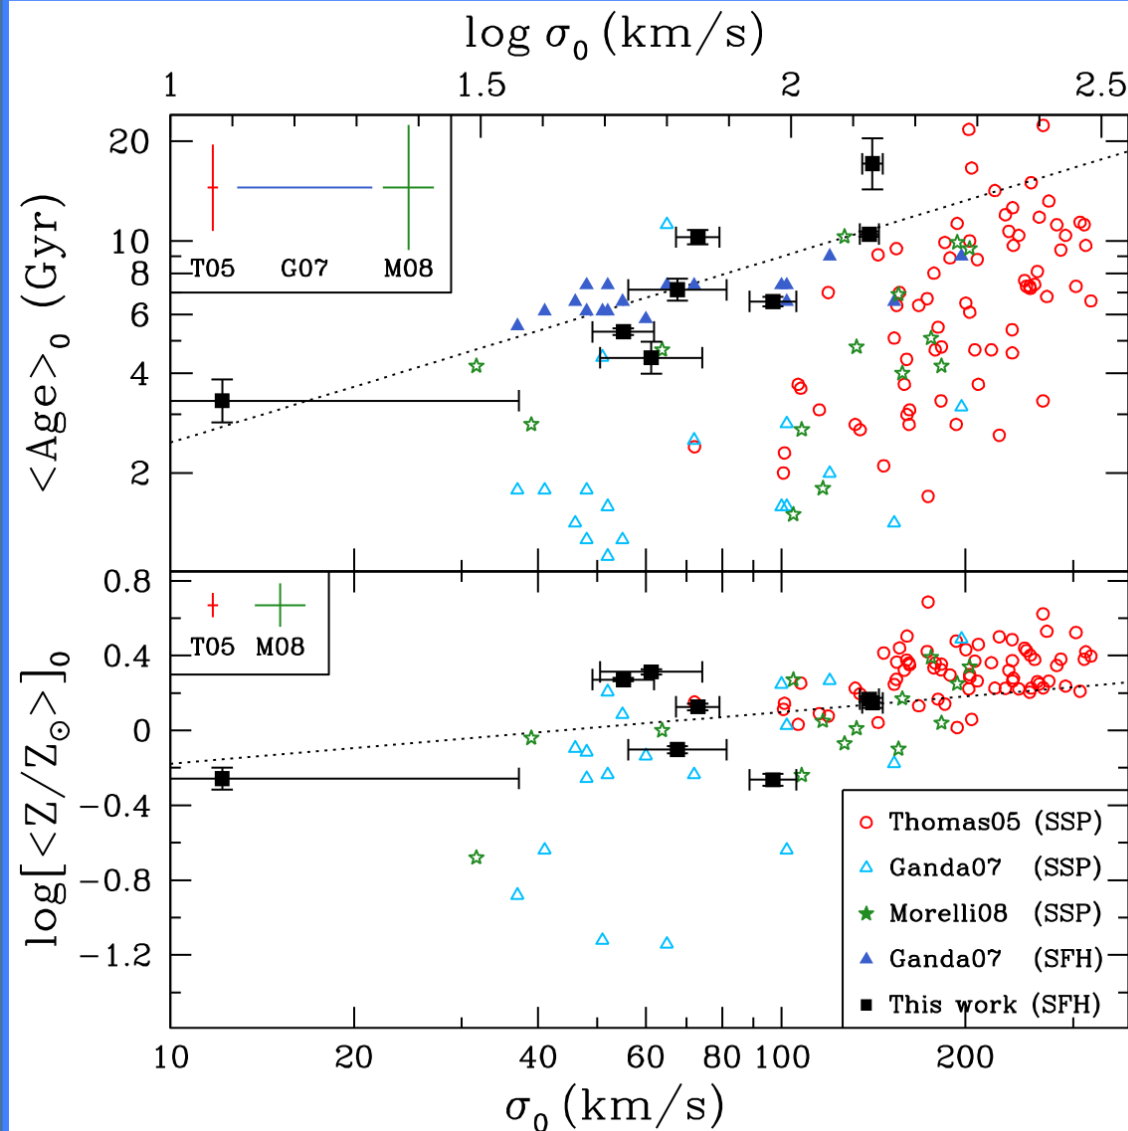 log σ₀ (km/s)
1 1.5 2 2.5
<Age>₀ (Gyr)
20
10
8
6
4
2
T05 G07 M08
log[<Z/Z⊙>]₀
0.8
0.4
0
−0.4
−0.8
−1.2
T05 M08
Thomas05 (SSP)
Ganda07 (SSP)
Morelli08 (SSP)
Ganda07 (SFH)
This work (SFH)
10 20 40 60 80 100 200
σ₀ (km/s)